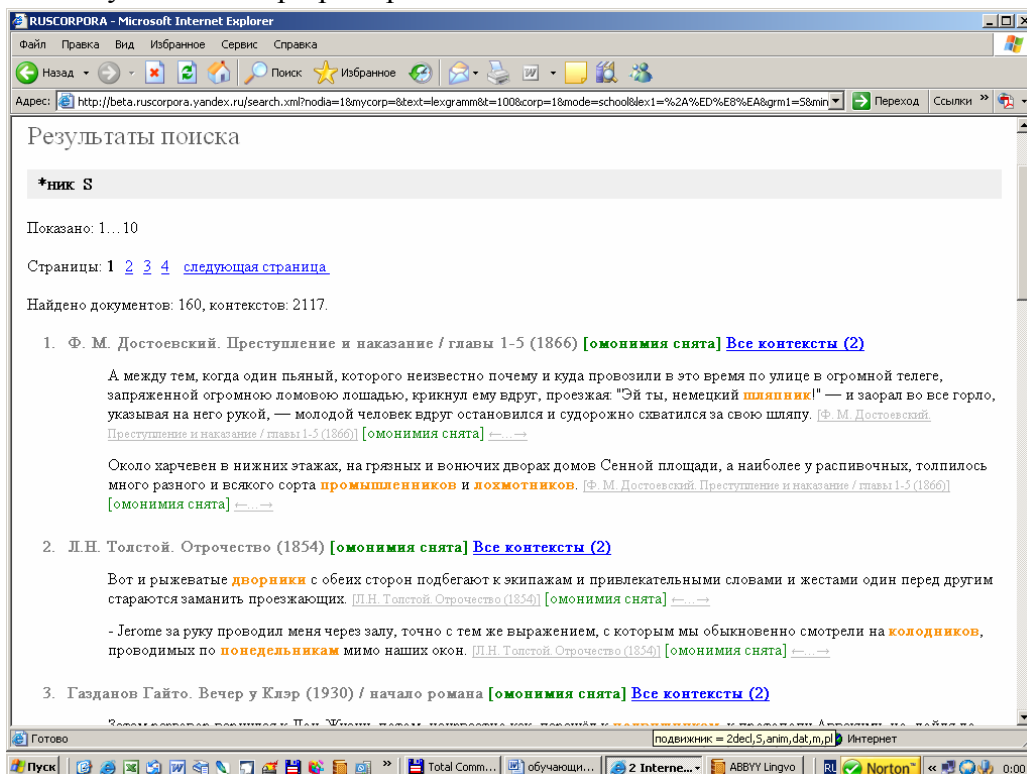 RUSCORPORA - Microsoft Internet Explorer
Файл Правка Вид Избранное Сервис Справка
Назад Поиск Избранное
Адрес: http://beta.ruscorpora.yandex.ru/search.xml?nodia=1&mycorp=&text=lexgramm&t=100&corp=1&mode=school&lex1=%2A%ED%E8%EA&grm1=S&min Переход Ссылки »
Результаты поиска
*ник S
Показано: 1...10
Страницы: 1 2 3 4 следующая страница
Найдено документов: 160, контекстов: 2117.
1. Ф. М. Достоевский. Преступление и наказание / главы 1-5 (1866) [омонимия снята] Все контексты (2)
А между тем, когда один пьяный, которого неизвестно почему и куда провозили в это время по улице в огромной телеге,
запряженной огромною ломовою лошадью, крикнул ему вдруг, проезжая: "Эй ты, немецкий шляпник!" — и заорал во все горло,
указывая на него рукой, — молодой человек вдруг остановился и судорожно схватился за свою шляпу. [Ф. М. Достоевский.
Преступление и наказание / главы 1-5 (1866)] [омонимия снята] ←...→
Около харчевен в нижних этажах, на грязных и вонючих дворах домов Сенной площади, а наиболее у распивочных, толпилось
много разного и всякого сорта промышленников и лохмотников. [Ф. М. Достоевский. Преступление и наказание / главы 1-5 (1866)]
[омонимия снята] ←...→
2. Л.Н. Толстой. Отрочество (1854) [омонимия снята] Все контексты (2)
Вот и рыжеватые дворники с обеих сторон подбегают к экипажам и привлекательными словами и жестами один перед другим
стараются заманить проезжающих. [Л.Н. Толстой. Отрочество (1854)] [омонимия снята] ←...→
- Jerome за руку проводил меня через залу, точно с тем же выражением, с которым мы обыкновенно смотрели на колодников,
проводимых по понедельникам мимо наших окон. [Л.Н. Толстой. Отрочество (1854)] [омонимия снята] ←...→
3. Газданов Гайто. Вечер у Клэр (1930) / начало романа [омонимия снята] Все контексты (2)
Готово подвижник = 2decl,S,anim,dat,m,pl Интернет
Пуск » Total Comm... обучающи... 2 Interne... ABBYY Lingvo RU Norton « 0:00